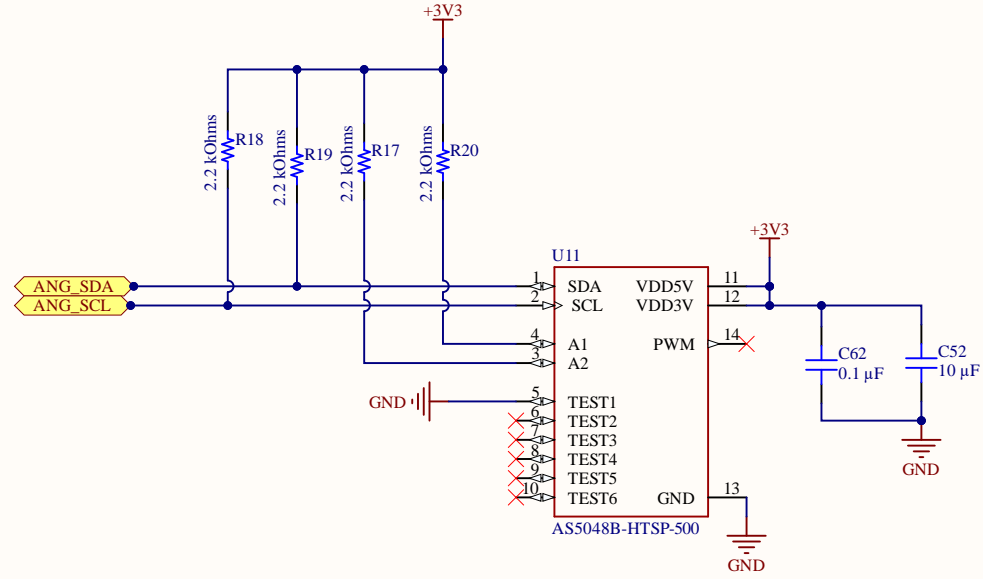 +3V3
2.2 kOhms
R18
2.2 kOhms
R19
2.2 kOhms
R17
2.2 kOhms
R20
+3V3
U11
ANG_SDA
1
SDA
VDD5V
11
ANG_SCL
2
SCL
VDD3V
12
4
A1
PWM
14
3
A2
C62
0.1 µF
C52
10 µF
GND
5
TEST1
6
TEST2
7
TEST3
8
TEST4
9
TEST5
10
TEST6
GND
13
GND
AS5048B-HTSP-500
GND